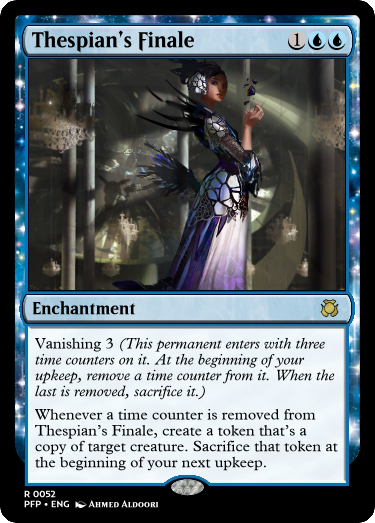 Thespian's Finale 1
Enchantment
Vanishing 3 (This permanent enters with three
time counters on it. At the beginning of your
upkeep, remove a time counter from it. When the
last is removed, sacrifice it.)
Whenever a time counter is removed from
Thespian's Finale, create a token that's a
copy of target creature. Sacrifice that token at
the beginning of your next upkeep.
R 0052
PFP • ENG Ahmed Aldoori